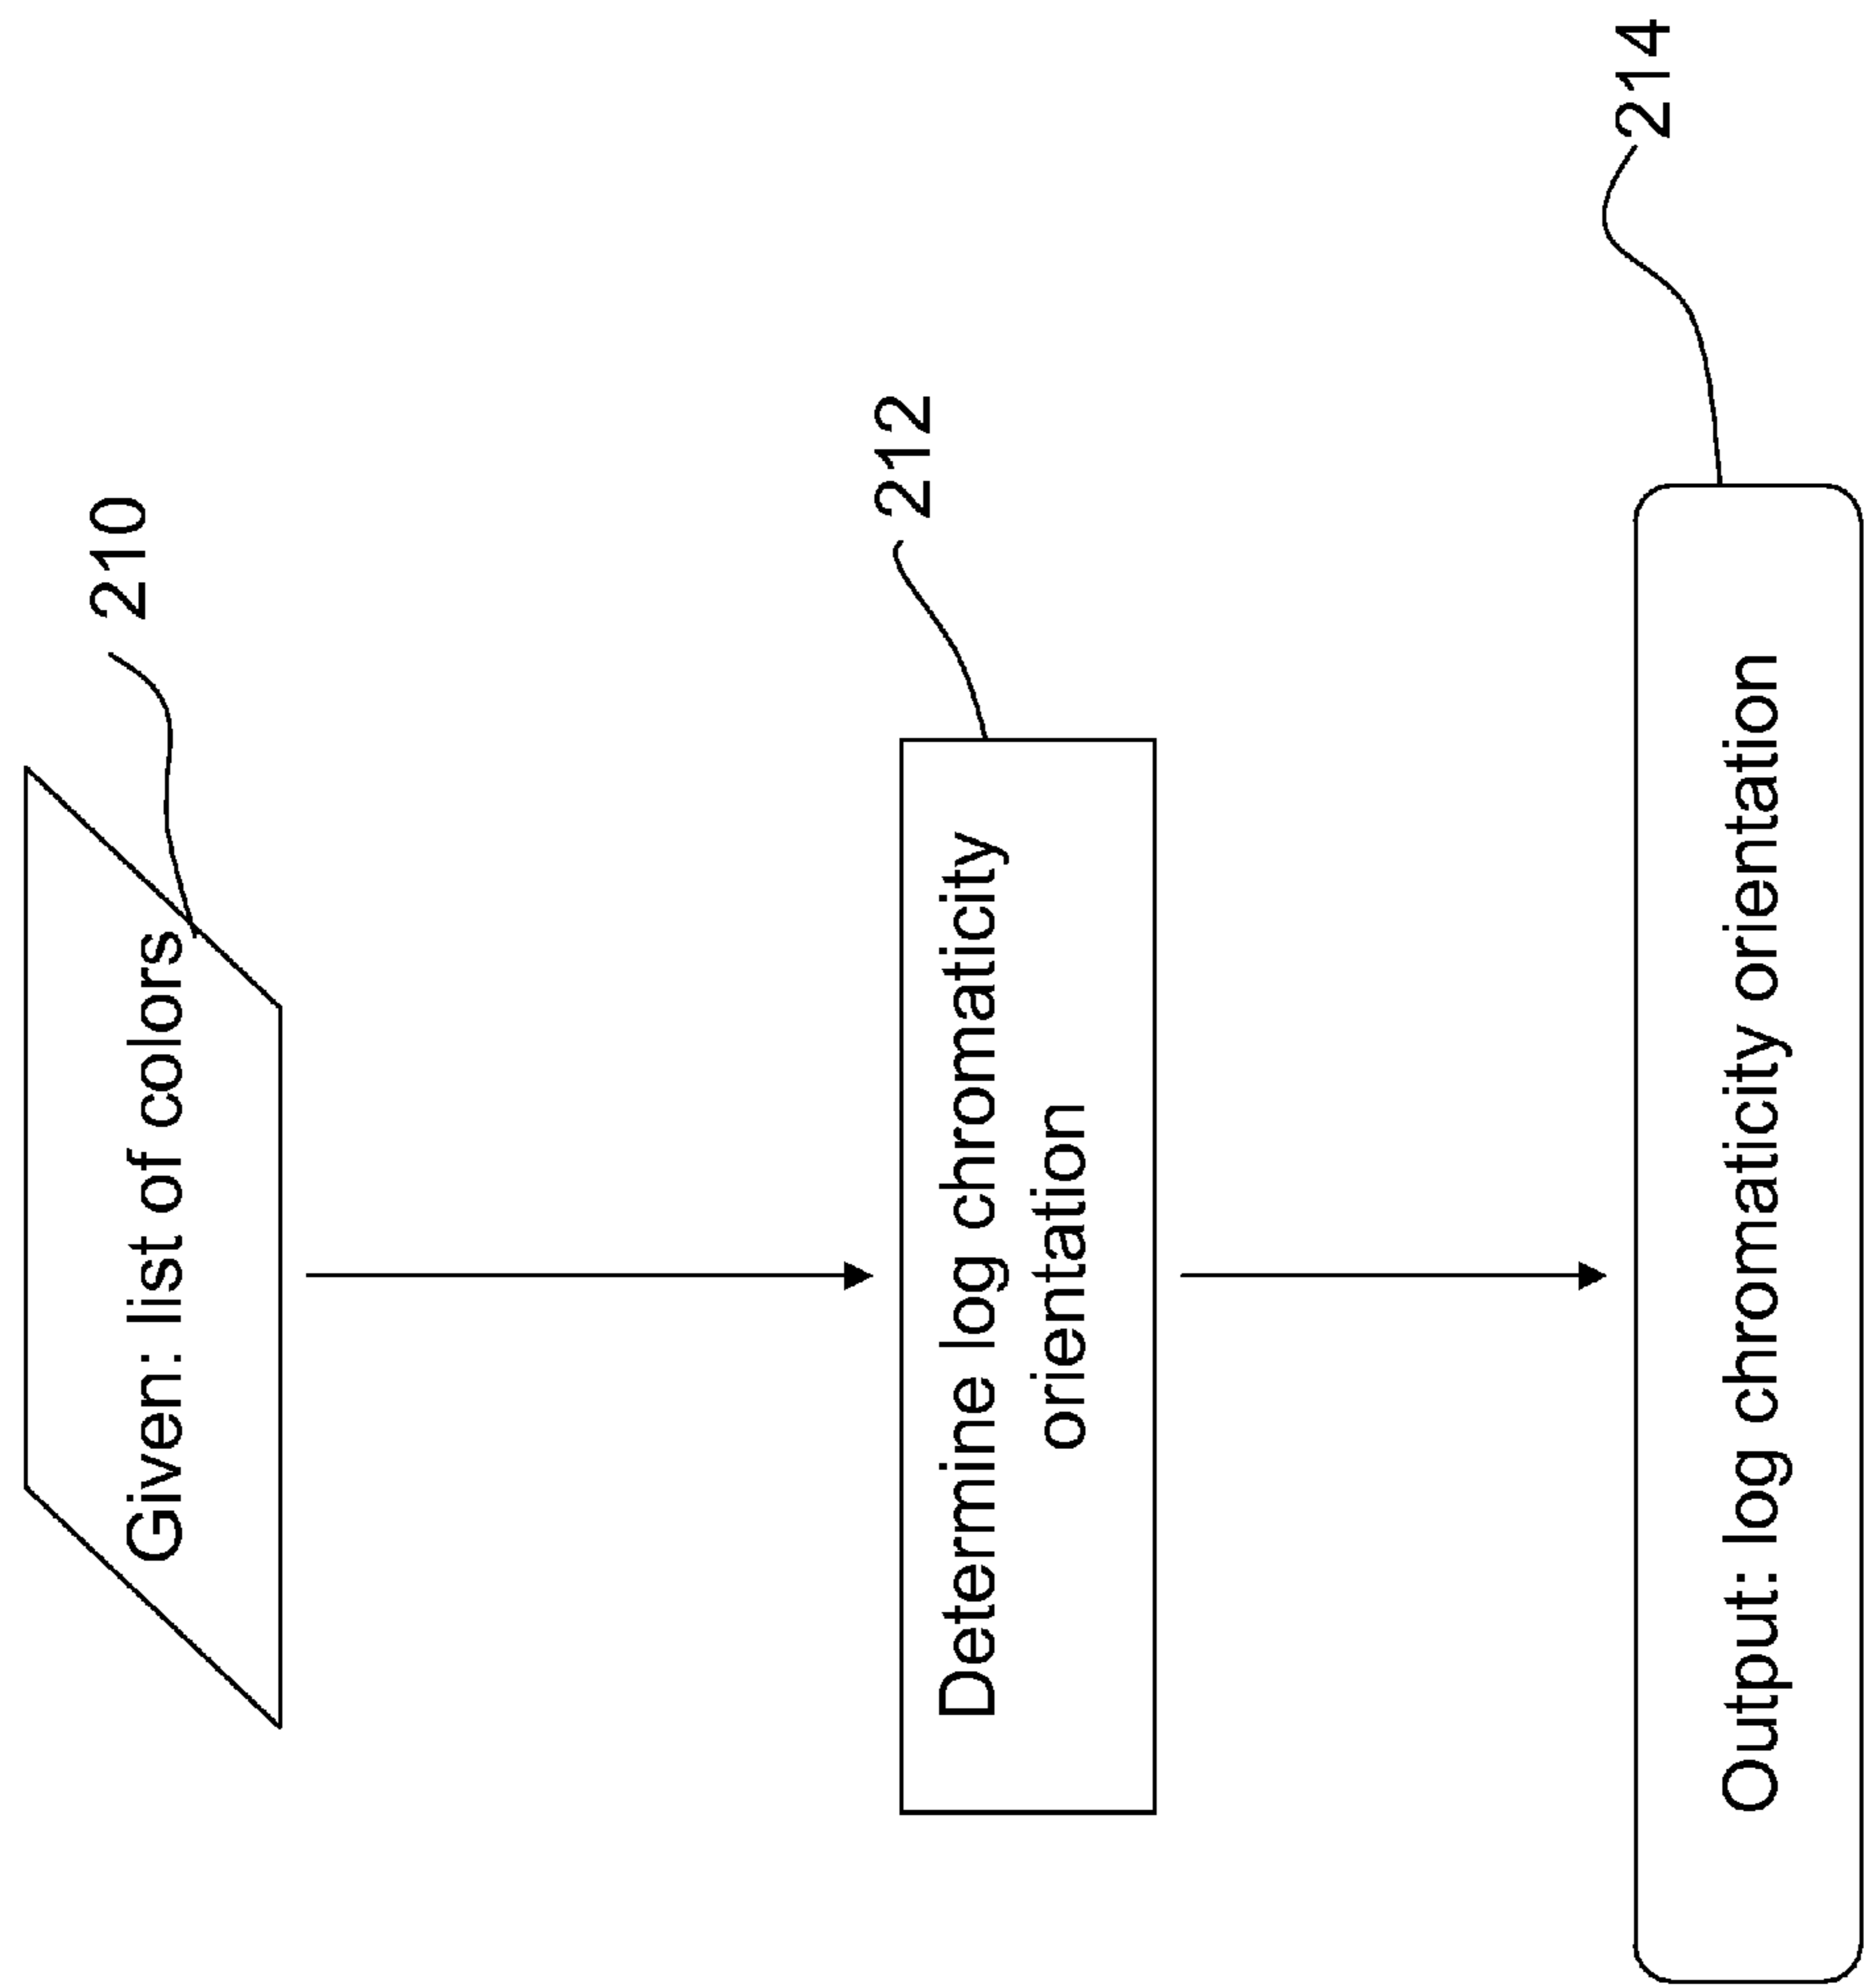 210
Given: list of colors
212
Determine log chromaticity
orientation
214
Output: log chromaticity orientation